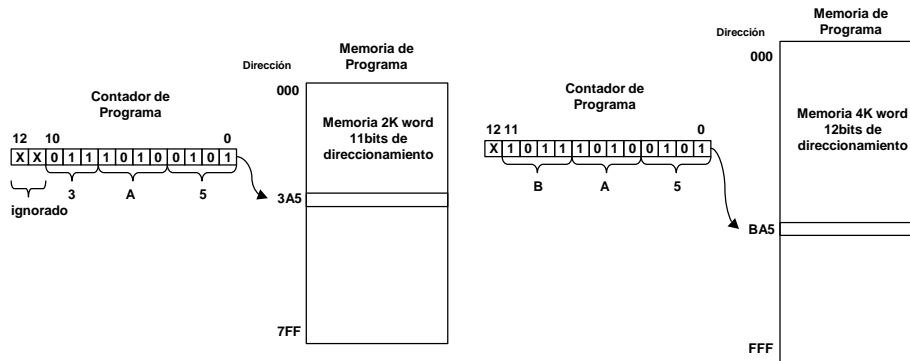 Memoria de
Programa
Dirección
000
Contador de
Programa
12 10 0
X X 0 1 1 1 0 1 0 0 1 0 1
3 A 5
ignorado
Memoria 2K word
11bits de
direccionamiento
3A5
7FF
Memoria de
Programa
Dirección
000
Contador de
Programa
12 11 0
X 1 0 1 1 1 0 1 0 0 1 0 1
B A 5
Memoria 4K word
12bits de
direccionamiento
BA5
FFF